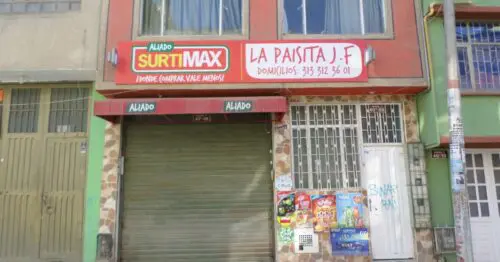 ALIADO
SURTIMAX
¡DONDE COMPRAR VALE MENOS!
LA PAISITA J.F
DOMICILIOS: 313 312 36 01
ALIADO
ALIADO